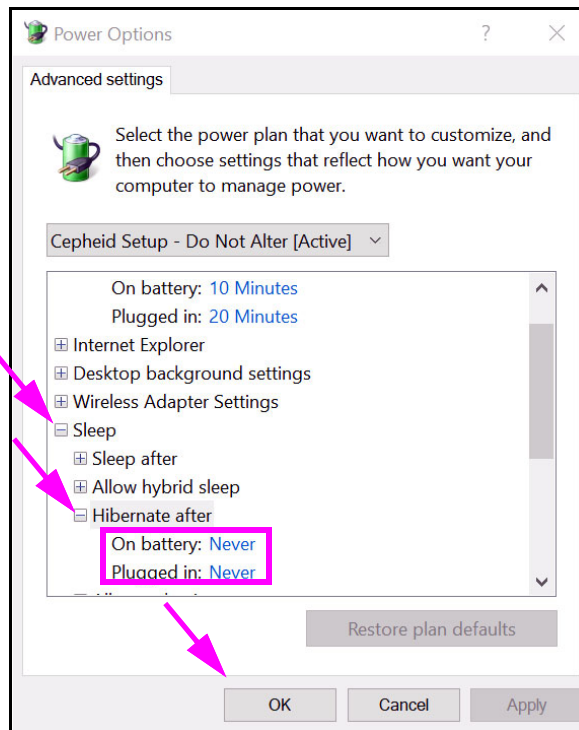 Power Options
Advanced settings
Select the power plan that you want to customize, and
then choose settings that reflect how you want your
computer to manage power.
Cepheid Setup - Do Not Alter [Active]
On battery: 10 Minutes
Plugged in: 20 Minutes
Internet Explorer
Desktop background settings
Wireless Adapter Settings
Sleep
Sleep after
Allow hybrid sleep
Hibernate after
On battery: Never
Plugged in: Never
Restore plan defaults
OK Cancel Apply